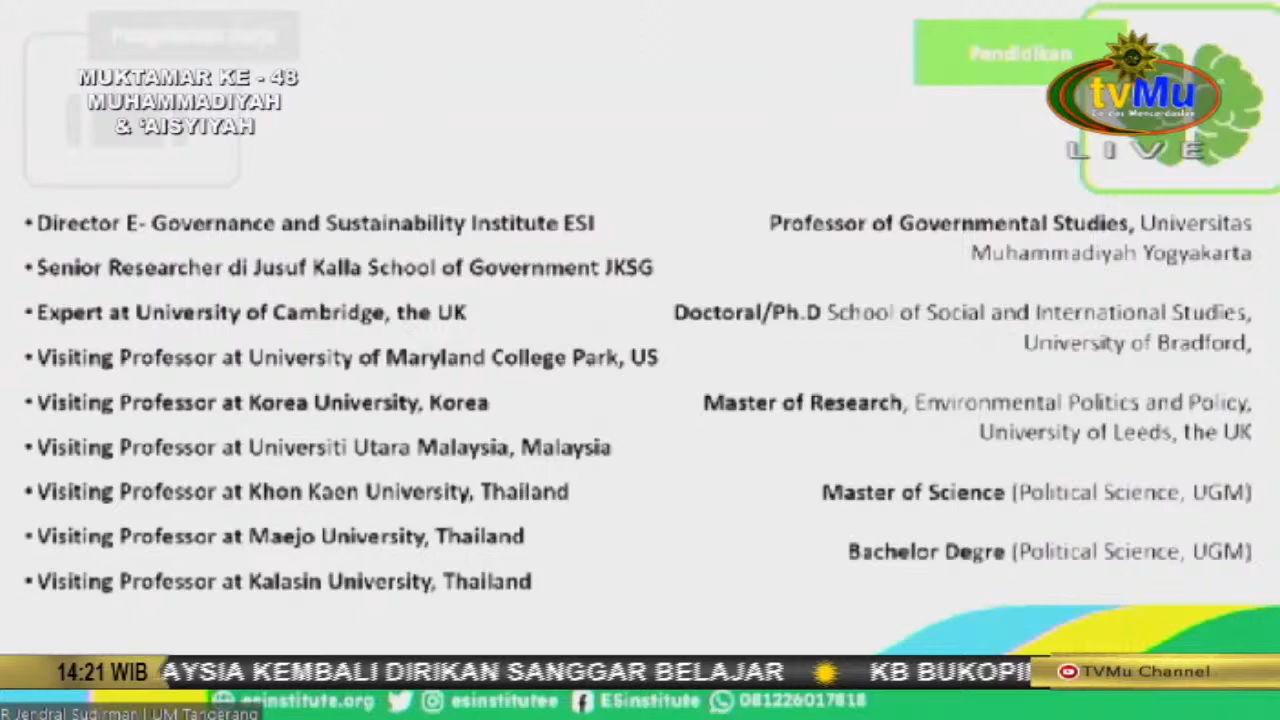 Pengalaman Kerja
Pendidikan
MUKTAMAR KE - 48
MUHAMMADIYAH
& 'AISYIYAH
tvMu
LIVE
• Director E- Governance and Sustainability Institute ESI
• Senior Researcher di Jusuf Kalla School of Government JKSG
• Expert at University of Cambridge, the UK
• Visiting Professor at University of Maryland College Park, US
• Visiting Professor at Korea University, Korea
• Visiting Professor at Universiti Utara Malaysia, Malaysia
• Visiting Professor at Khon Kaen University, Thailand
• Visiting Professor at Maejo University, Thailand
• Visiting Professor at Kalasin University, Thailand
Professor of Governmental Studies, Universitas
Muhammadiyah Yogyakarta
Doctoral/Ph.D School of Social and International Studies,
University of Bradford,
Master of Research, Environmental Politics and Policy,
University of Leeds, the UK
Master of Science (Political Science, UGM)
Bachelor Degre (Political Science, UGM)
14:21 WIB
AYSIA KEMBALI DIRIKAN SANGGAR BELAJAR KB BUKOPI
TVMu Channel
esinstitute.org esinstitutee ESinstitute 081226017818
R Jendral Sudirman | UM Tangerang